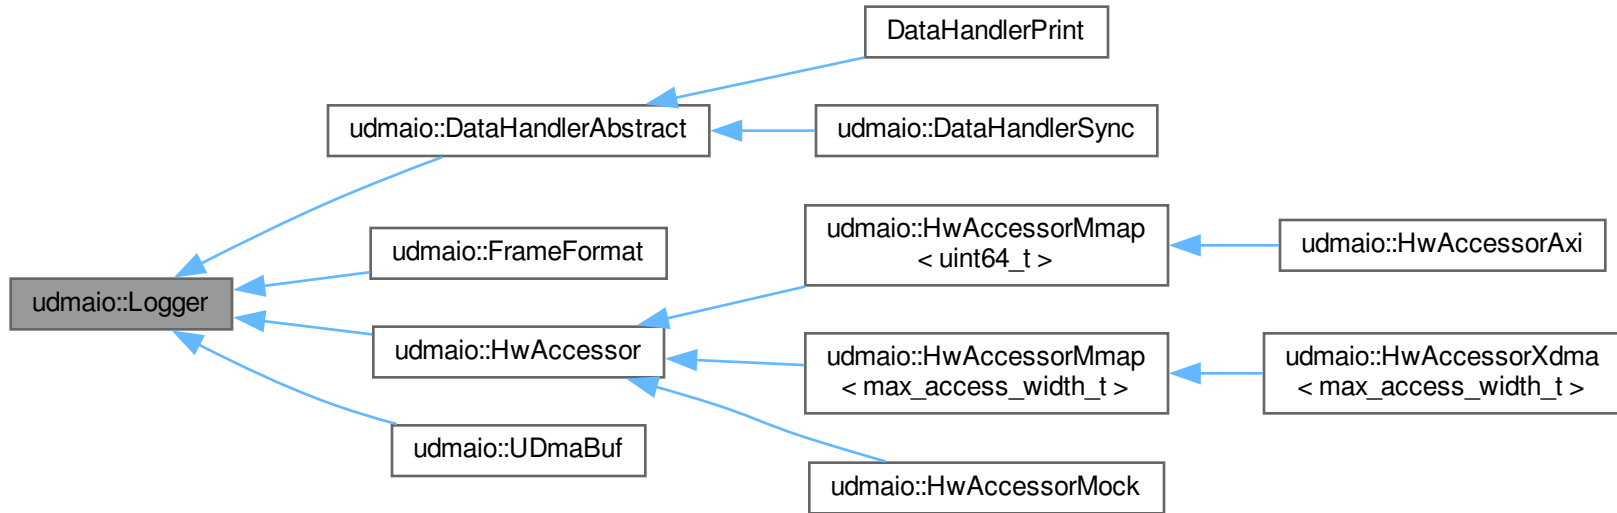 DataHandlerPrint
udmaio::DataHandlerAbstract
udmaio::DataHandlerSync
udmaio::HwAccessorMmap
< uint64_t >
udmaio::HwAccessorAxi
udmaio::FrameFormat
udmaio::Logger
udmaio::HwAccessor
udmaio::HwAccessorMmap
< max_access_width_t >
udmaio::HwAccessorXdma
< max_access_width_t >
udmaio::UDmaBuf
udmaio::HwAccessorMock